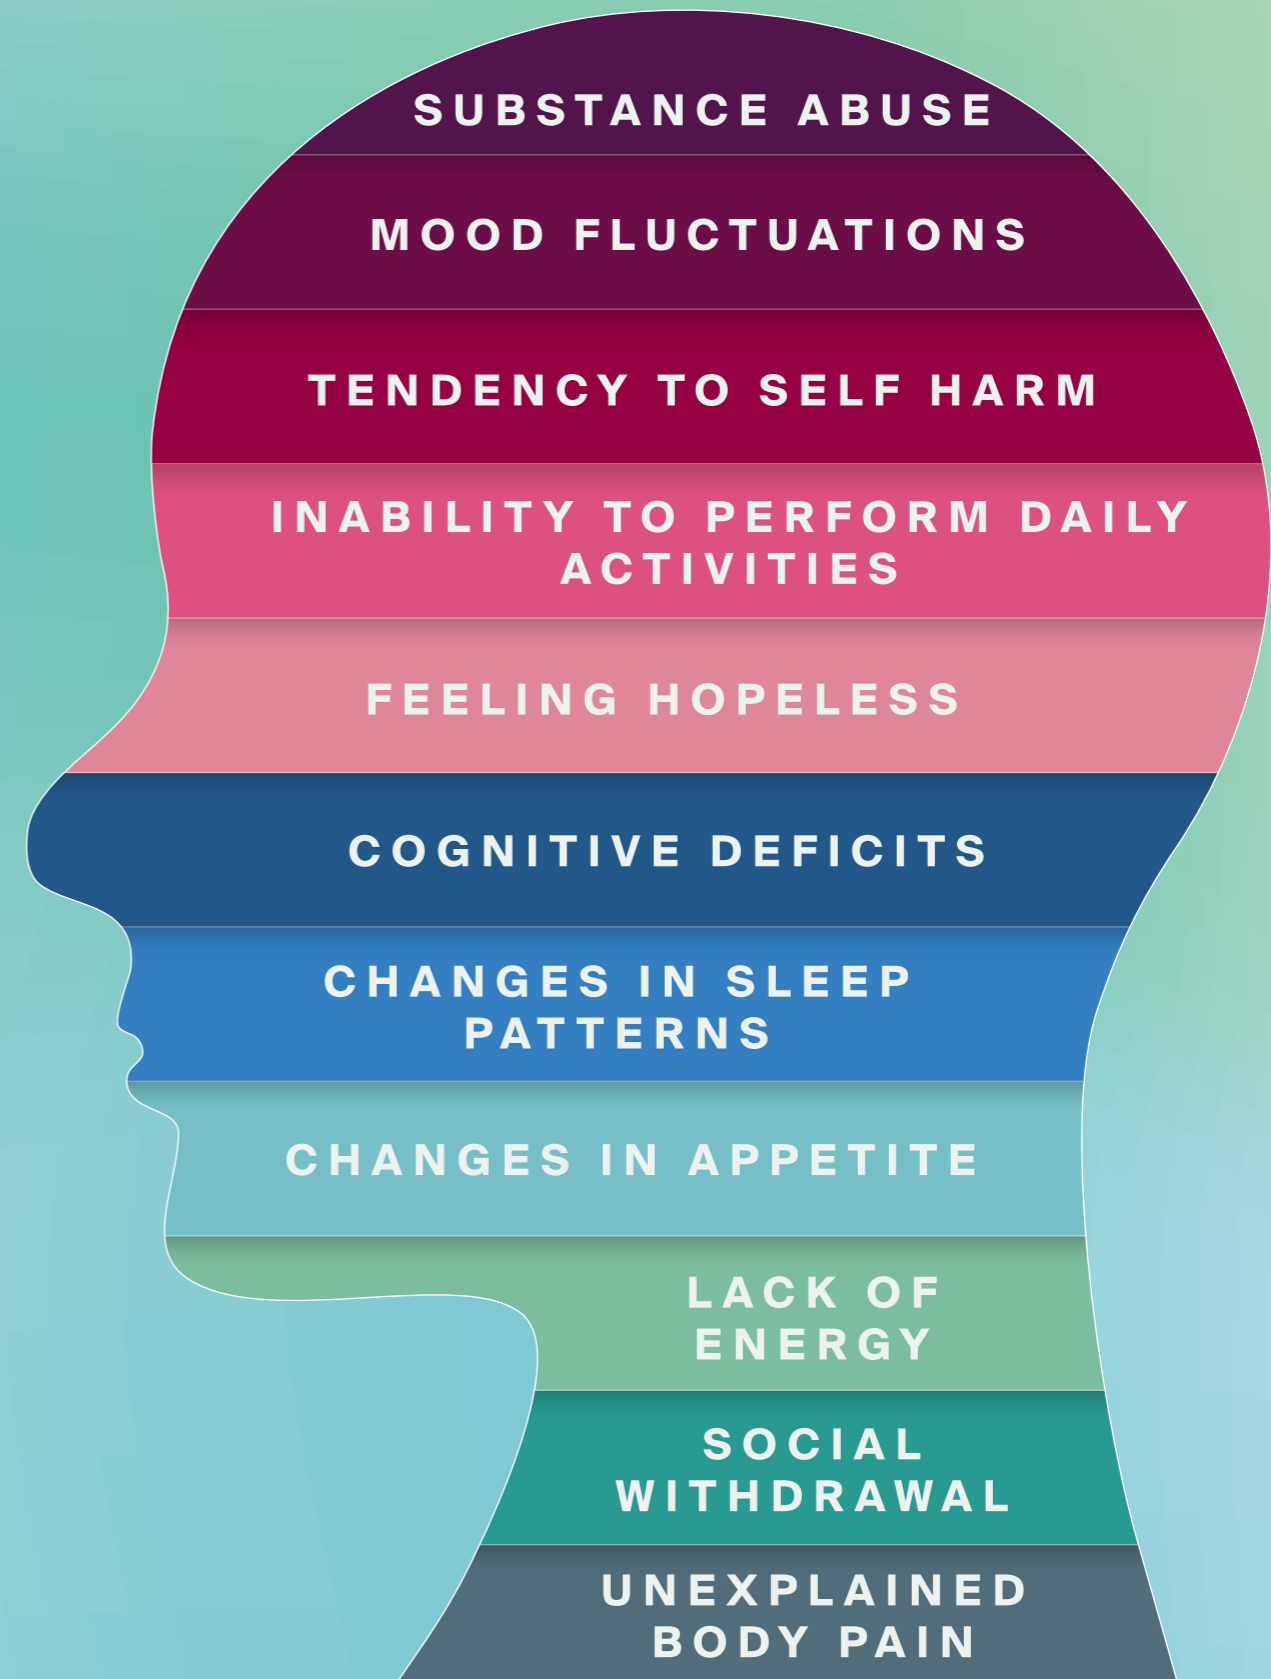 SUBSTANCE ABUSE
MOOD FLUCTUATIONS
TENDENCY TO SELF HARM
INABILITY TO PERFORM DAILY
ACTIVITIES
FEELING HOPELESS
COGNITIVE DEFICITS
CHANGES IN SLEEP
PATTERNS
CHANGES IN APPETITE
LACK OF
ENERGY
SOCIAL
WITHDRAWAL
UNEXPLAINED
BODY PAIN